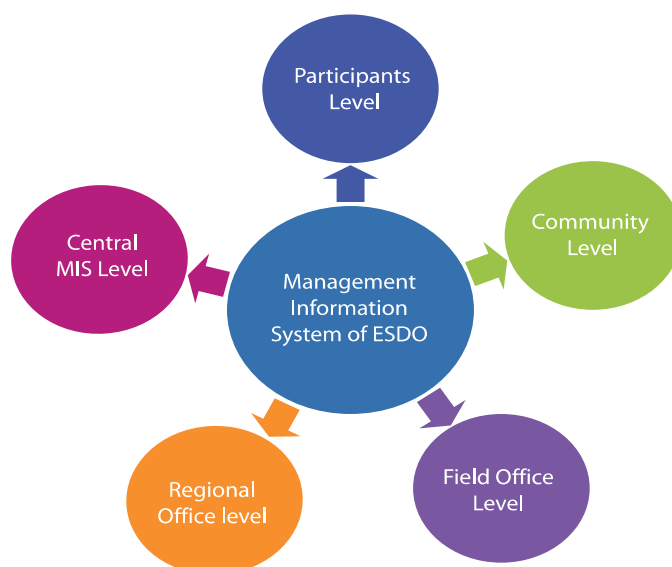 Participants
Level
Community
Level
Central
MIS Level
Management
Information
System of ESDO
Field Office
Level
Regional
Office level